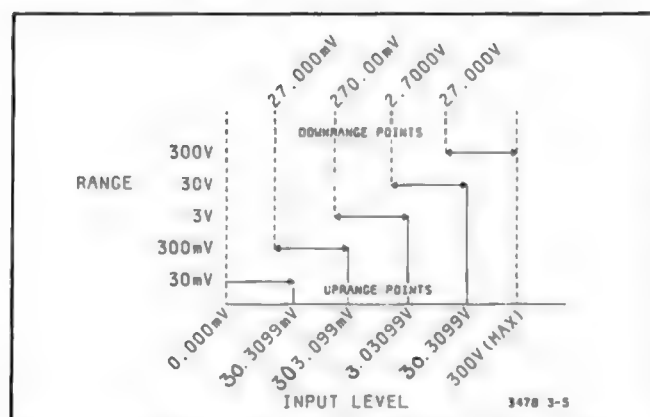 27.000mV
270.00mV
2.7000V
27.000V
DOWNRANGE POINTS
300V
RANGE
30V
3V
300mV
30mV
UPRANGE POINTS
0.000mV
30.3099mV
303.099mV
3.03099V
30.3099V
300V(MAX)
INPUT LEVEL
3478 3-5